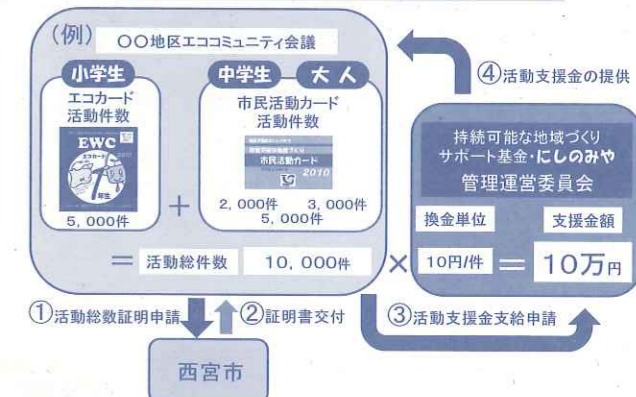 (例) 〇〇地区エココミュニティ会議
小学生
エコカード
活動件数
EWC
エコカード
2010
1年生
5,000件
+
中学生 大人
市民活動カード
活動件数
市民活動カード
2010
2,000件 3,000件
5,000件
= 活動総件数 10,000件
×
④活動支援金の提供
持続可能な地域づくり
サポート基金・にしのみや
管理運営委員会
換金単位 支援金額
10円/件 = 10万円
①活動総数証明申請
②証明書交付
③活動支援金支給申請
西宮市